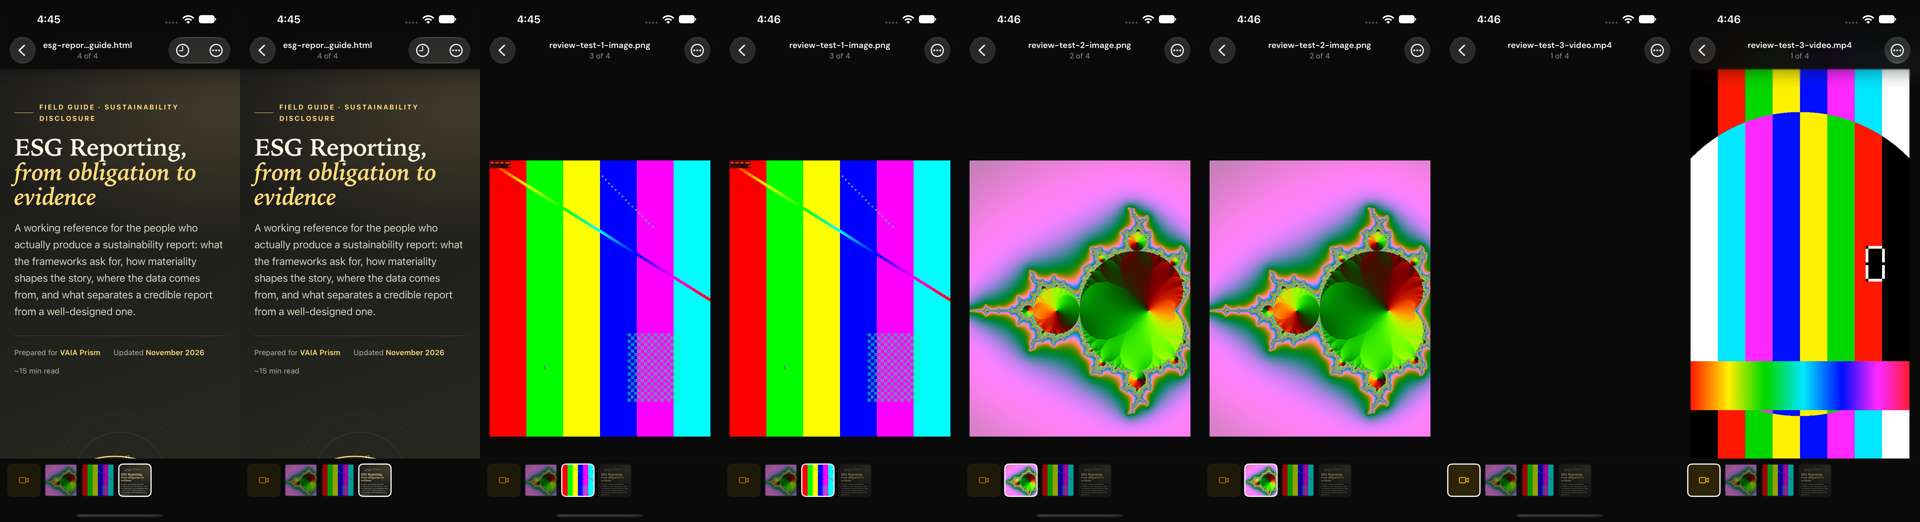 4:45
esg-repor...guide.html
4 of 4
FIELD GUIDE · SUSTAINABILITY
DISCLOSURE
ESG Reporting,
from obligation to
evidence
A working reference for the people who
actually produce a sustainability report: what
the frameworks ask for, how materiality
shapes the story, where the data comes
from, and what separates a credible report
from a well-designed one.
Prepared for VAIA Prism Updated November 2026
~15 min read
4:45
esg-repor...guide.html
4 of 4
FIELD GUIDE · SUSTAINABILITY
DISCLOSURE
ESG Reporting,
from obligation to
evidence
A working reference for the people who
actually produce a sustainability report: what
the frameworks ask for, how materiality
shapes the story, where the data comes
from, and what separates a credible report
from a well-designed one.
Prepared for VAIA Prism Updated November 2026
~15 min read
4:45
review-test-1-image.png
3 of 4
4:46
review-test-1-image.png
3 of 4
4:46
review-test-2-image.png
2 of 4
4:46
review-test-2-image.png
2 of 4
4:46
review-test-3-video.mp4
1 of 4
4:46
review-test-3-video.mp4
1 of 4
0